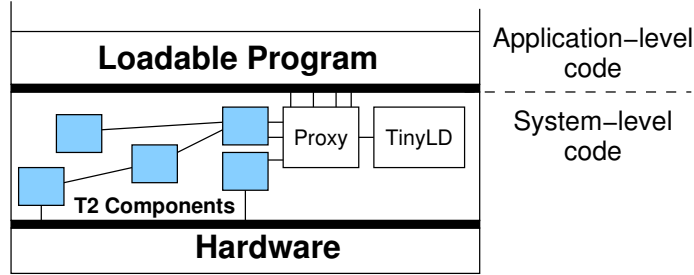 Loadable Program
Application−level
code
System−level
code
Proxy
TinyLD
T2 Components
Hardware